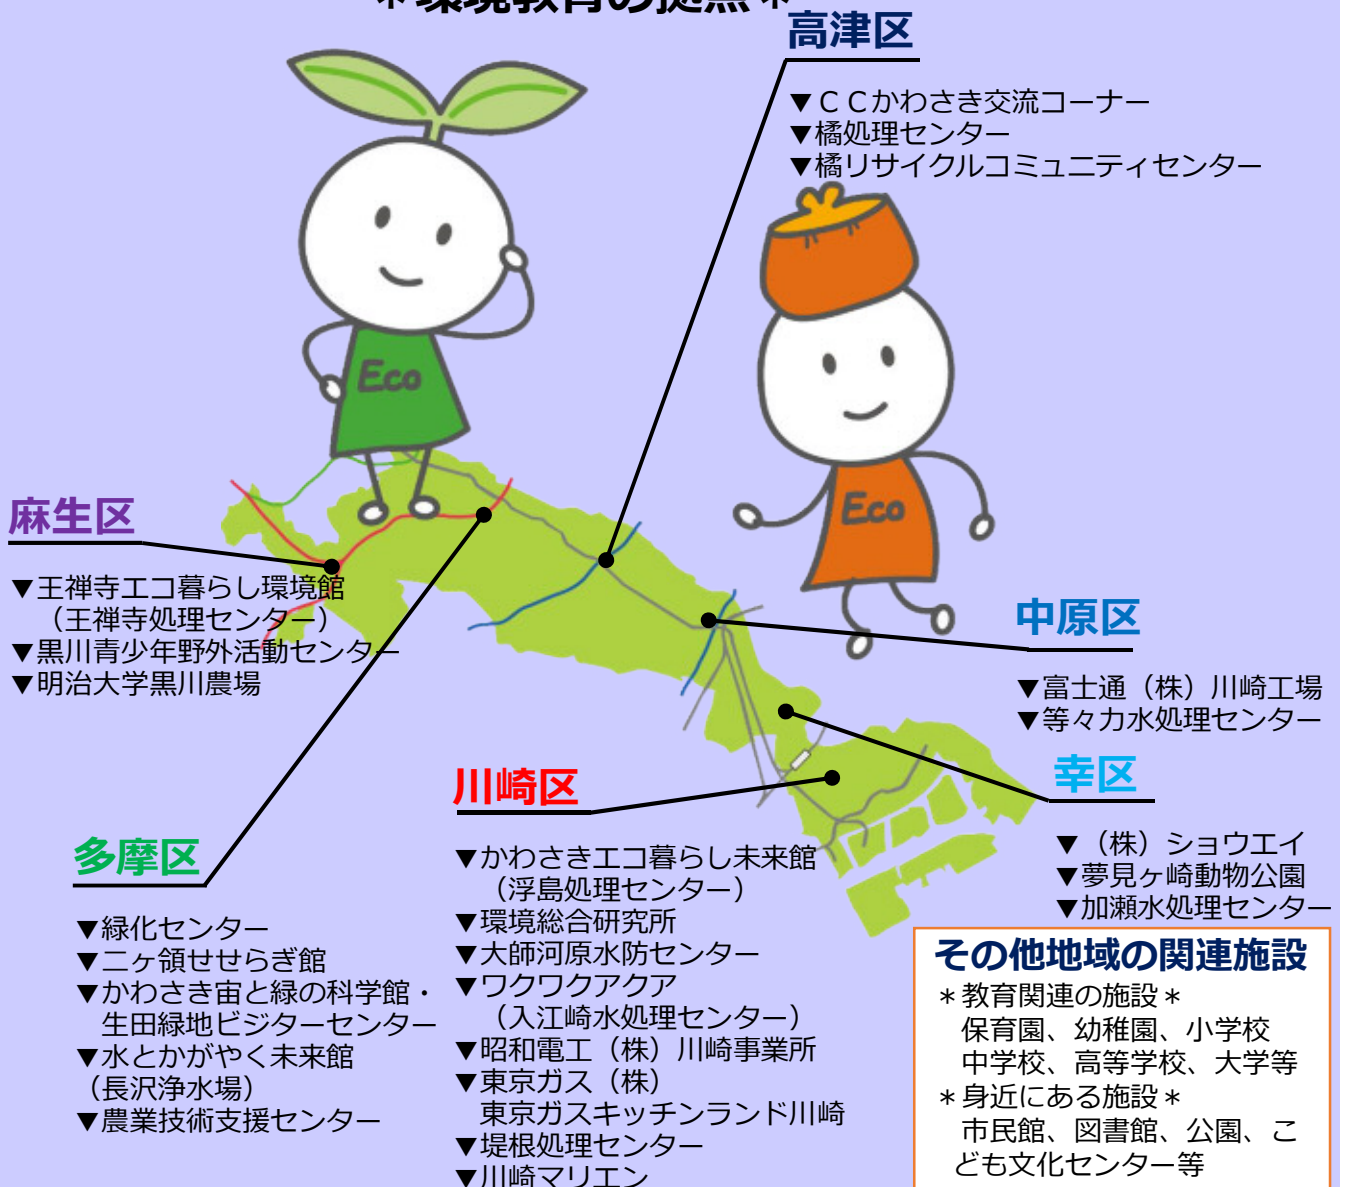 ＊環境教育の拠点＊
高津区
▼ＣＣかわさき交流コーナー
▼橘処理センター
▼橘リサイクルコミュニティセンター
Eco
Eco
麻生区
▼王禅寺エコ暮らし環境館
（王禅寺処理センター）
▼黒川青少年野外活動センター
▼明治大学黒川農場
中原区
▼富士通（株）川崎工場
▼等々力水処理センター
幸区
▼（株）ショウエイ
▼夢見ヶ崎動物公園
▼加瀬水処理センター
川崎区
▼かわさきエコ暮らし未来館
（浮島処理センター）
▼環境総合研究所
▼大師河原水防センター
▼ワクワクアクア
（入江崎水処理センター）
▼昭和電工（株）川崎事業所
▼東京ガス（株）
東京ガスキッチンランド川崎
▼堤根処理センター
▼川崎マリエン
多摩区
▼緑化センター
▼二ヶ領せせらぎ館
▼かわさき宙と緑の科学館・
生田緑地ビジターセンター
▼水とかがやく未来館
（長沢浄水場）
▼農業技術支援センター
その他地域の関連施設
＊教育関連の施設＊
保育園、幼稚園、小学校
中学校、高等学校、大学等
＊身近にある施設＊
市民館、図書館、公園、こ
ども文化センター等